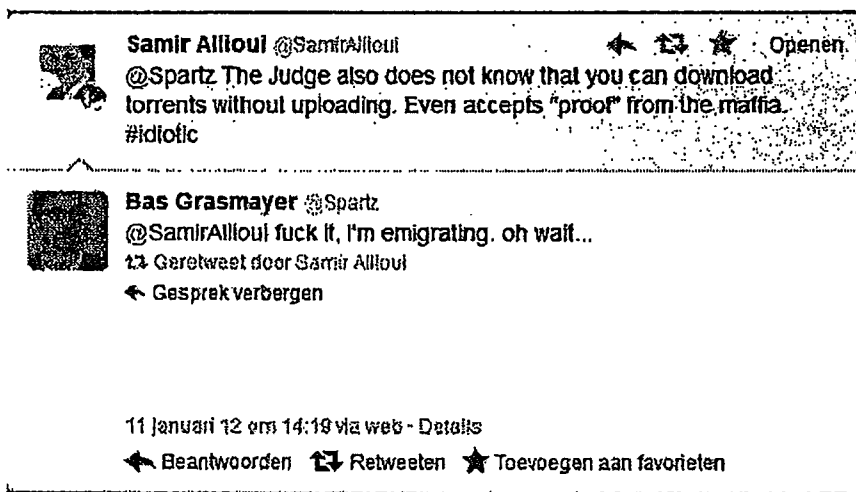 Samir Allioui @SamirAllioui Openen
@Spartz The Judge also does not know that you can download
torrents without uploading. Even accepts "proof" from the maffia.
#idiotic
Bas Grasmayer @Spartz
@SamirAllioui fuck it, I'm emigrating. oh wait...
Geretweet door Samir Allioui
Gesprek verbergen
11 januari 12 om 14:19 via web - Details
Beantwoorden Retweeten Toevoegen aan favorieten